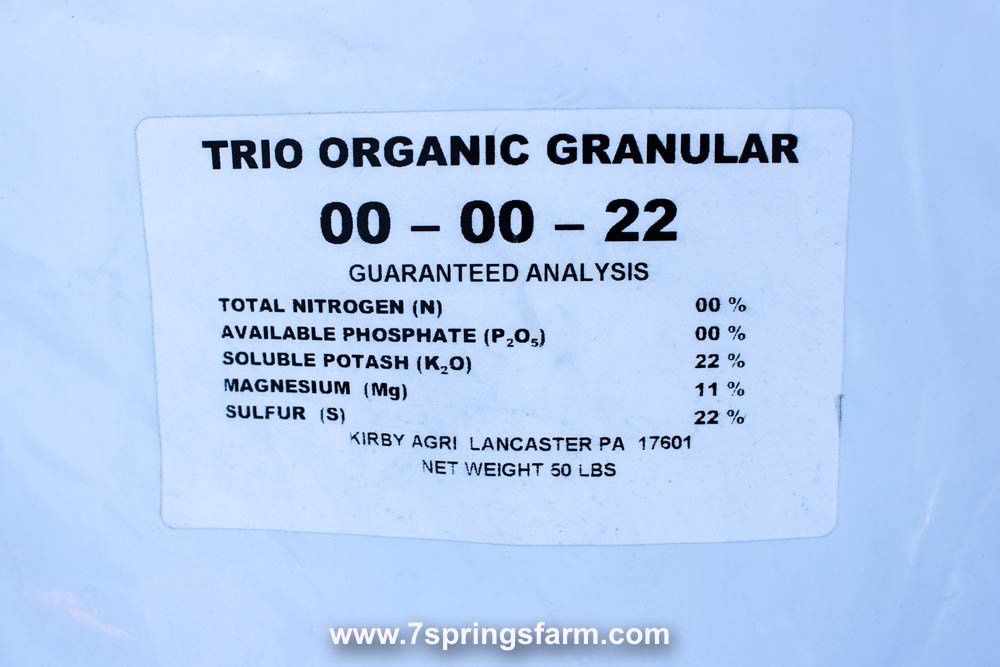 TRIO ORGANIC GRANULAR
00 – 00 – 22
GUARANTEED ANALYSIS
TOTAL NITROGEN (N) 00 %
AVAILABLE PHOSPHATE (P₂O₅) 00 %
SOLUBLE POTASH (K₂O) 22 %
MAGNESIUM (Mg) 11 %
SULFUR (S) 22 %
KIRBY AGRI LANCASTER PA 17601
NET WEIGHT 50 LBS
www.7springsfarm.com